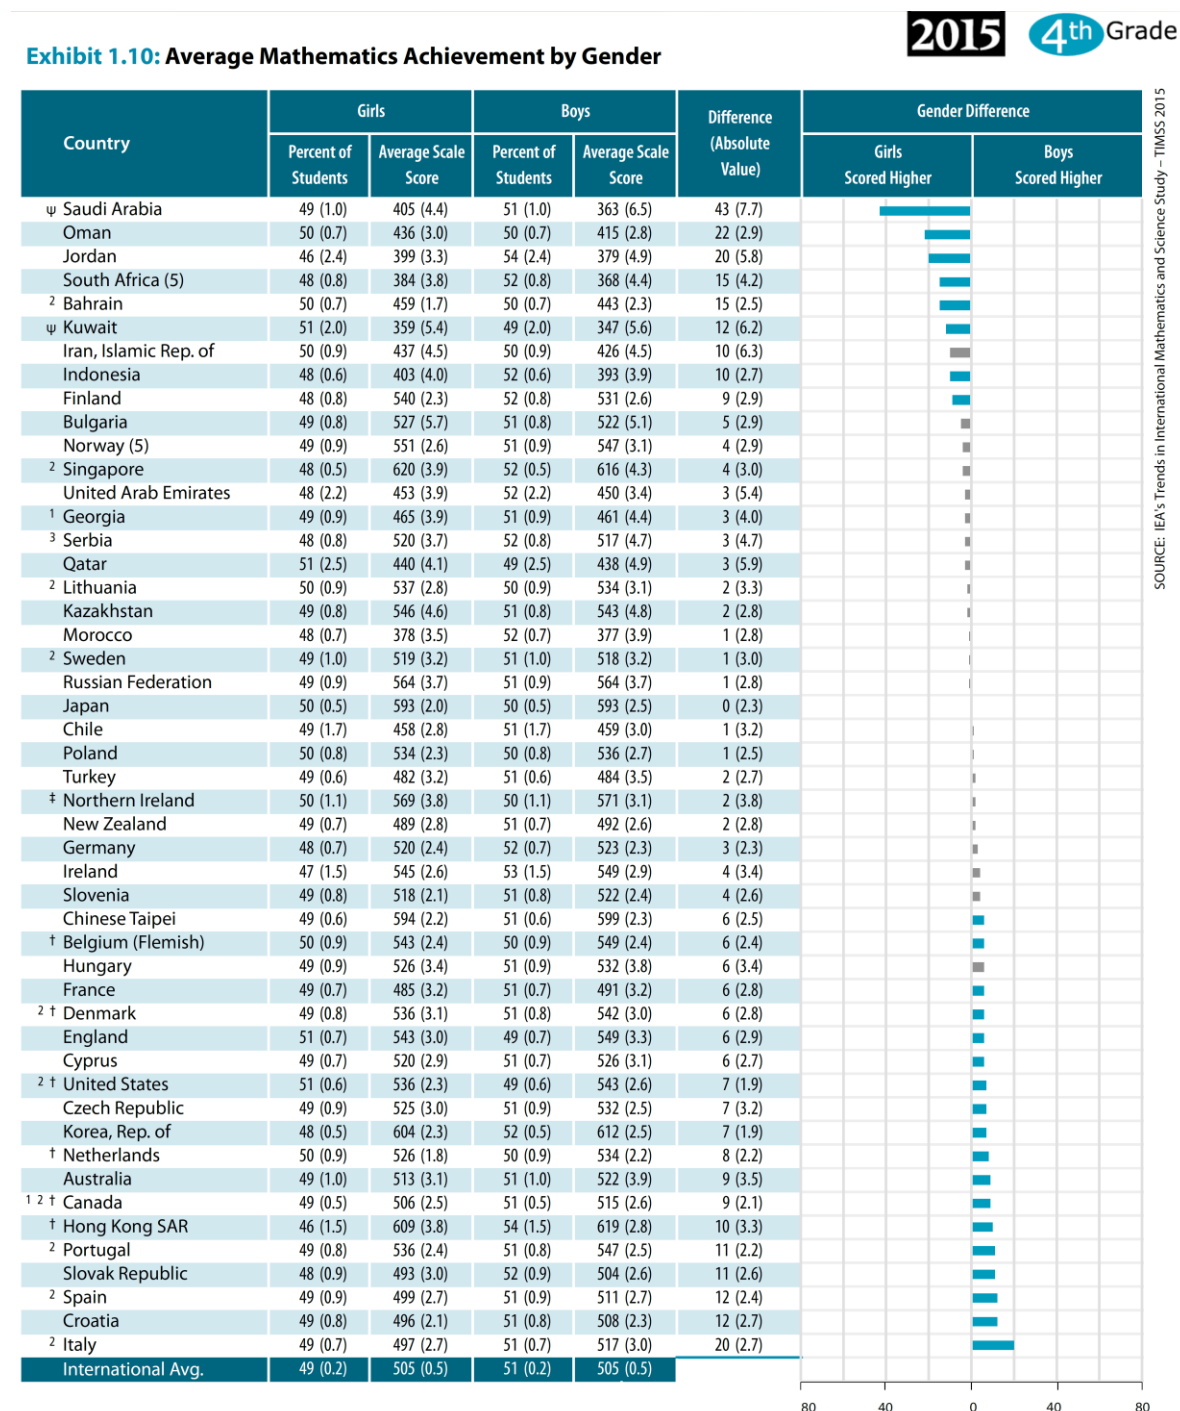 2015 4th Grade
Exhibit 1.10: Average Mathematics Achievement by Gender
Country Girls Boys Difference (Absolute Value) Gender Difference
Percent of Students Average Scale Score Percent of Students Average Scale Score Girls Scored Higher Boys Scored Higher
ψ Saudi Arabia 49 (1.0) 405 (4.4) 51 (1.0) 363 (6.5) 43 (7.7)
Oman 50 (0.7) 436 (3.0) 50 (0.7) 415 (2.8) 22 (2.9)
Jordan 46 (2.4) 399 (3.3) 54 (2.4) 379 (4.9) 20 (5.8)
South Africa (5) 48 (0.8) 384 (3.8) 52 (0.8) 368 (4.4) 15 (4.2)
2 Bahrain 50 (0.7) 459 (1.7) 50 (0.7) 443 (2.3) 15 (2.5)
ψ Kuwait 51 (2.0) 359 (5.4) 49 (2.0) 347 (5.6) 12 (6.2)
Iran, Islamic Rep. of 50 (0.9) 437 (4.5) 50 (0.9) 426 (4.5) 10 (6.3)
Indonesia 48 (0.6) 403 (4.0) 52 (0.6) 393 (3.9) 10 (2.7)
Finland 48 (0.8) 540 (2.3) 52 (0.8) 531 (2.6) 9 (2.9)
Bulgaria 49 (0.8) 527 (5.7) 51 (0.8) 522 (5.1) 5 (2.9)
Norway (5) 49 (0.9) 551 (2.6) 51 (0.9) 547 (3.1) 4 (2.9)
2 Singapore 48 (0.5) 620 (3.9) 52 (0.5) 616 (4.3) 4 (3.0)
United Arab Emirates 48 (2.2) 453 (3.9) 52 (2.2) 450 (3.4) 3 (5.4)
1 Georgia 49 (0.9) 465 (3.9) 51 (0.9) 461 (4.4) 3 (4.0)
3 Serbia 48 (0.8) 520 (3.7) 52 (0.8) 517 (4.7) 3 (4.7)
Qatar 51 (2.5) 440 (4.1) 49 (2.5) 438 (4.9) 3 (5.9)
2 Lithuania 50 (0.9) 537 (2.8) 50 (0.9) 534 (3.1) 2 (3.3)
Kazakhstan 49 (0.8) 546 (4.6) 51 (0.8) 543 (4.8) 2 (2.8)
Morocco 48 (0.7) 378 (3.5) 52 (0.7) 377 (3.9) 1 (2.8)
2 Sweden 49 (1.0) 519 (3.2) 51 (1.0) 518 (3.2) 1 (3.0)
Russian Federation 49 (0.9) 564 (3.7) 51 (0.9) 564 (3.7) 1 (2.8)
Japan 50 (0.5) 593 (2.0) 50 (0.5) 593 (2.5) 0 (2.3)
Chile 49 (1.7) 458 (2.8) 51 (1.7) 459 (3.0) 1 (3.2)
Poland 50 (0.8) 534 (2.3) 50 (0.8) 536 (2.7) 1 (2.5)
Turkey 49 (0.6) 482 (3.2) 51 (0.6) 484 (3.5) 2 (2.7)
‡ Northern Ireland 50 (1.1) 569 (3.8) 50 (1.1) 571 (3.1) 2 (3.8)
New Zealand 49 (0.7) 489 (2.8) 51 (0.7) 492 (2.6) 2 (2.8)
Germany 48 (0.7) 520 (2.4) 52 (0.7) 523 (2.3) 3 (2.3)
Ireland 47 (1.5) 545 (2.6) 53 (1.5) 549 (2.9) 4 (3.4)
Slovenia 49 (0.8) 518 (2.1) 51 (0.8) 522 (2.4) 4 (2.6)
Chinese Taipei 49 (0.6) 594 (2.2) 51 (0.6) 599 (2.3) 6 (2.5)
† Belgium (Flemish) 50 (0.9) 543 (2.4) 50 (0.9) 549 (2.4) 6 (2.4)
Hungary 49 (0.9) 526 (3.4) 51 (0.9) 532 (3.8) 6 (3.4)
France 49 (0.7) 485 (3.2) 51 (0.7) 491 (3.2) 6 (2.8)
2 † Denmark 49 (0.8) 536 (3.1) 51 (0.8) 542 (3.0) 6 (2.8)
England 51 (0.7) 543 (3.0) 49 (0.7) 549 (3.3) 6 (2.9)
Cyprus 49 (0.7) 520 (2.9) 51 (0.7) 526 (3.1) 6 (2.7)
2 † United States 51 (0.6) 536 (2.3) 49 (0.6) 543 (2.6) 7 (1.9)
Czech Republic 49 (0.9) 525 (3.0) 51 (0.9) 532 (2.5) 7 (3.2)
Korea, Rep. of 48 (0.5) 604 (2.3) 52 (0.5) 612 (2.5) 7 (1.9)
† Netherlands 50 (0.9) 526 (1.8) 50 (0.9) 534 (2.2) 8 (2.2)
Australia 49 (1.0) 513 (3.1) 51 (1.0) 522 (3.9) 9 (3.5)
1 2 † Canada 49 (0.5) 506 (2.5) 51 (0.5) 515 (2.6) 9 (2.1)
† Hong Kong SAR 46 (1.5) 609 (3.8) 54 (1.5) 619 (2.8) 10 (3.3)
2 Portugal 49 (0.8) 536 (2.4) 51 (0.8) 547 (2.5) 11 (2.2)
Slovak Republic 48 (0.9) 493 (3.0) 52 (0.9) 504 (2.6) 11 (2.6)
2 Spain 49 (0.9) 499 (2.7) 51 (0.9) 511 (2.7) 12 (2.4)
Croatia 49 (0.8) 496 (2.1) 51 (0.8) 508 (2.3) 12 (2.7)
2 Italy 49 (0.7) 497 (2.7) 51 (0.7) 517 (3.0) 20 (2.7)
International Avg. 49 (0.2) 505 (0.5) 51 (0.2) 505 (0.5)
80 40 0 40 80
SOURCE: IEA's Trends in International Mathematics and Science Study – TIMSS 2015